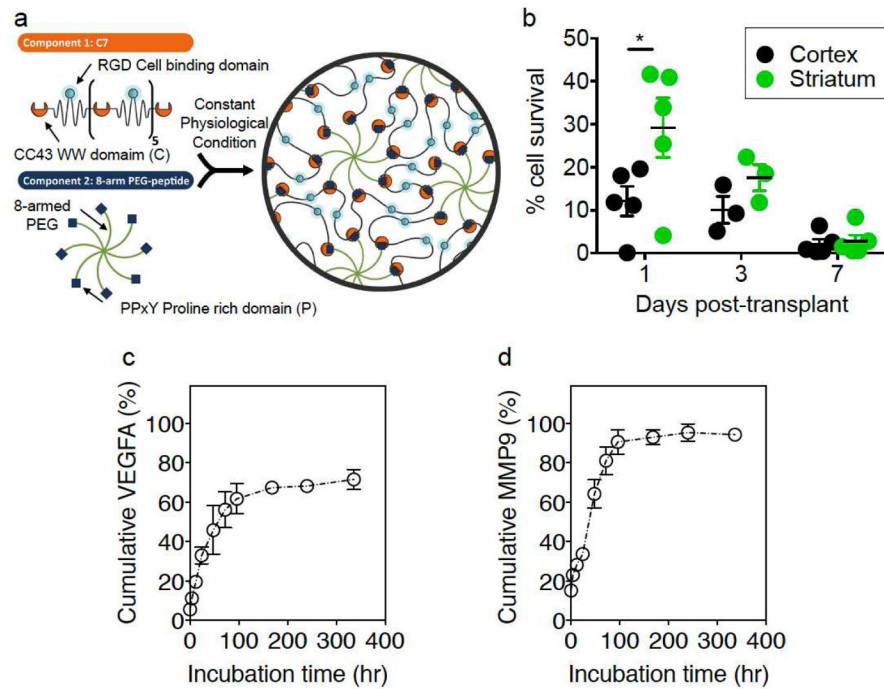 a
Component 1: C7
RGD Cell binding domain
5
CC43 WW domaim (C)
Component 2: 8-arm PEG-peptide
8-armed
PEG
PPxY Proline rich domain (P)
Constant
Physiological
Condition
b
% cell survival
50
40
30
20
10
0
*
Cortex
Striatum
1 3 7
Days post-transplant
c
Cumulative VEGFA (%)
100
80
60
40
20
0
0 100 200 300 400
Incubation time (hr)
d
Cumulative MMP9 (%)
100
80
60
40
20
0
0 100 200 300 400
Incubation time (hr)